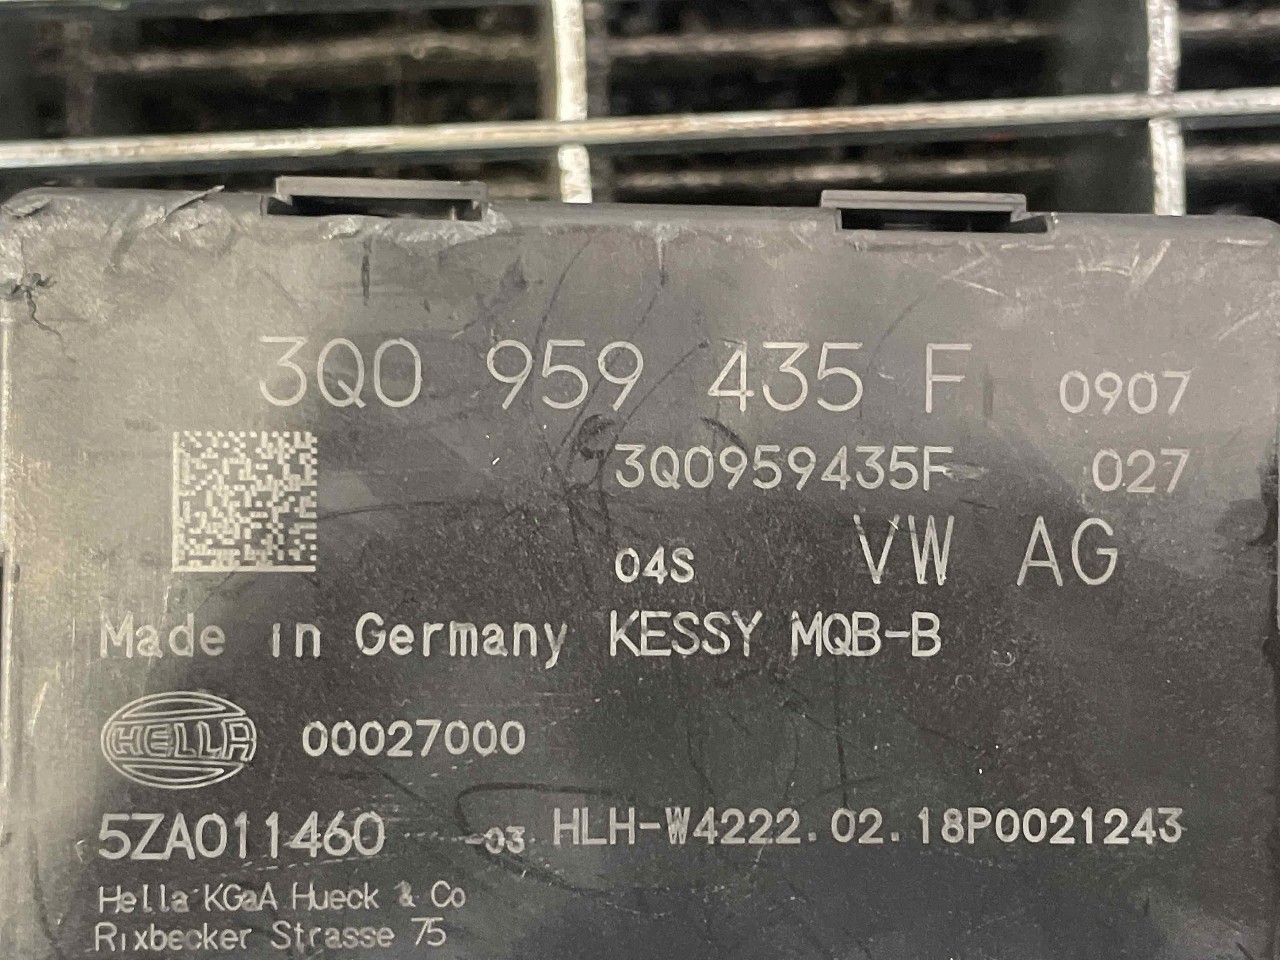 3Q0 959 435 F 0907
3Q0959435F 027
04S VW AG
Made in Germany KESSY MQB-B
HELLA 00027000
5ZA011460 -03 HLH-W4222.02.18P0021243
Hella KGaA Hueck & Co
Rixbecker Strasse 75